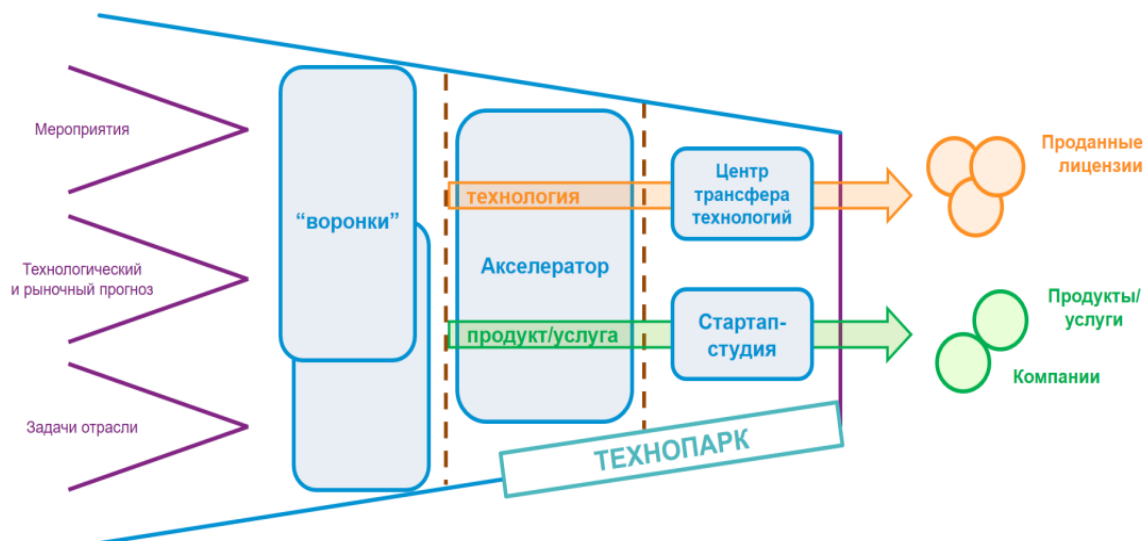 Мероприятия
Технологический
и рыночный прогноз
Задачи отрасли
“воронки”
технология
Акселератор
продукт/услуга
Центр
трансфера
технологий
Стартап-
студия
ТЕХНОПАРК
Проданные
лицензии
Продукты/
услуги
Компании